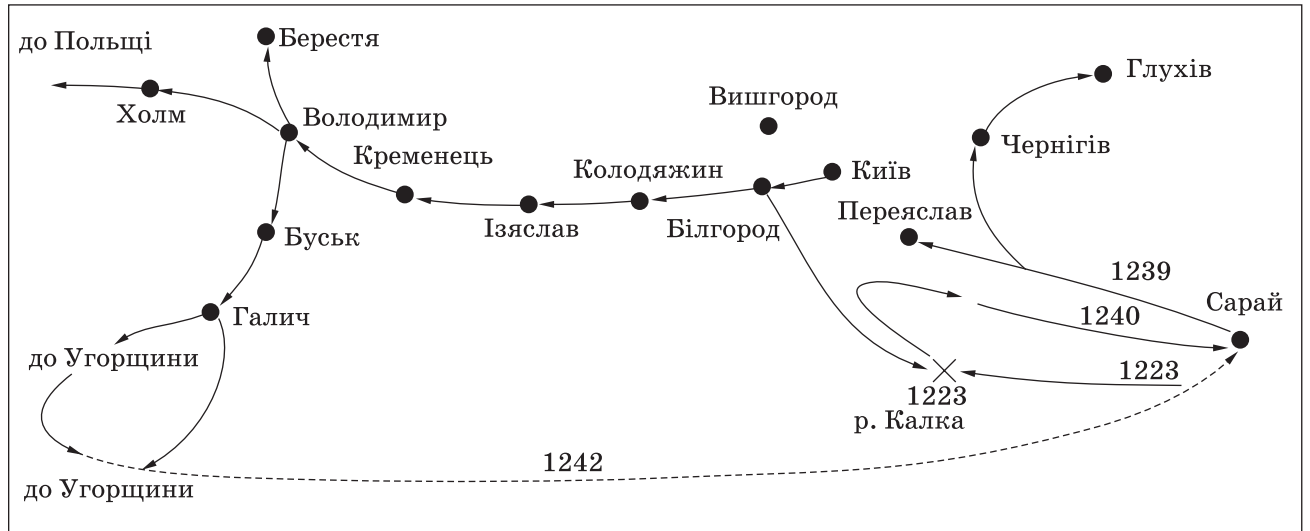 до Польщі
Берестя
Холм
Володимир
Кременець
Вишгород
Глухів
Чернігів
Колодяжин
Київ
Ізяслав
Білгород
Переяслав
Буськ
1239
Сарай
Галич
1240
до Угорщини
1223
1223
р. Калка
1242
до Угорщини